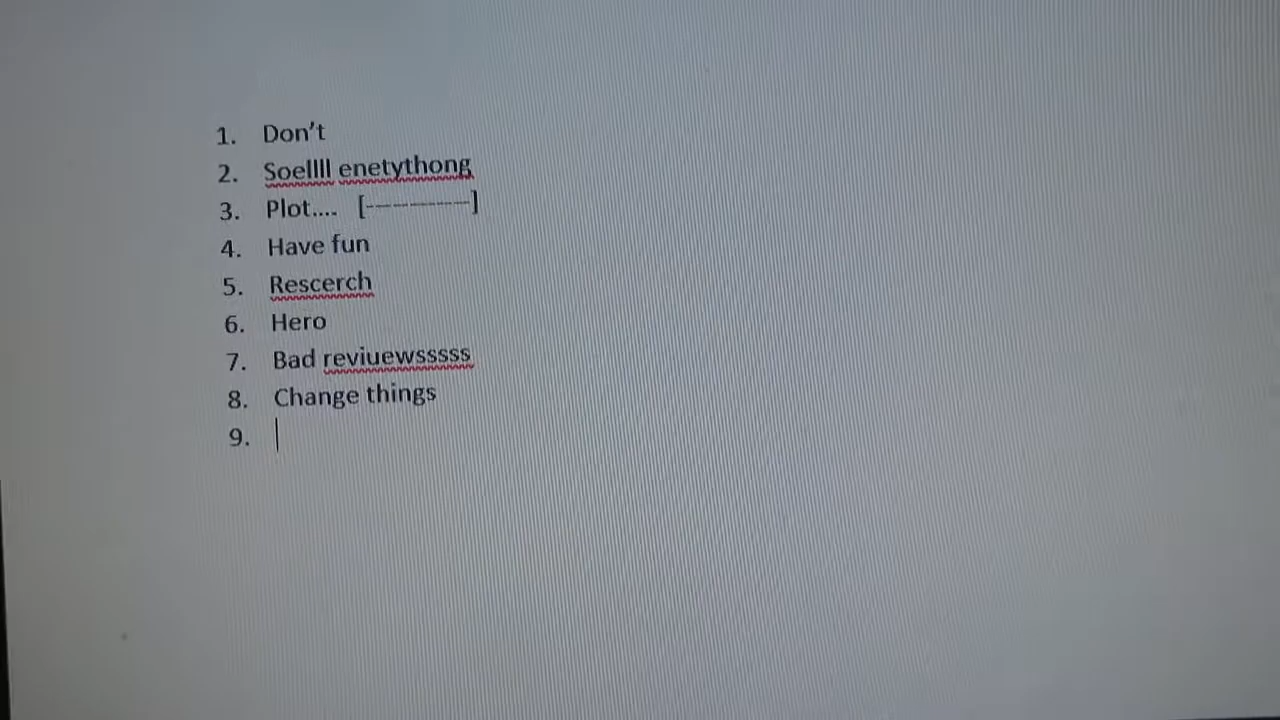 1. Don't
2. Soellll enetythong
3. Plot.... [---------]
4. Have fun
5. Rescerch
6. Hero
7. Bad reviuewsssss
8. Change things
9.